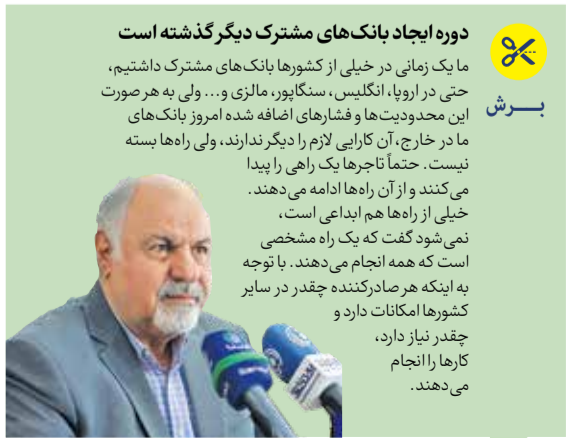 دوره ایجاد بانک‌های مشترک دیگر گذشته است
برش
ما یک زمانی در خیلی از کشورها بانک‌های مشترک داشتیم،
حتی در اروپا، انگلیس، سنگاپور، مالزی و... ولی به هر صورت
این محدودیت‌ها و فشارهای اضافه شده امروز بانک‌های
ما در خارج، آن کارایی لازم را دیگر ندارند، ولی راه‌ها بسته
نیست. حتماً تاجرها یک راهی را پیدا
می‌کنند و از آن راه‌ها ادامه می‌دهند.
خیلی از راه‌ها هم ابداعی است،
نمی‌شود گفت که یک راه مشخصی
است که همه انجام می‌دهند. با توجه
به اینکه هر صادرکننده چقدر در سایر
کشورها امکانات دارد و
چقدر نیاز دارد،
کارها را انجام
می‌دهند.